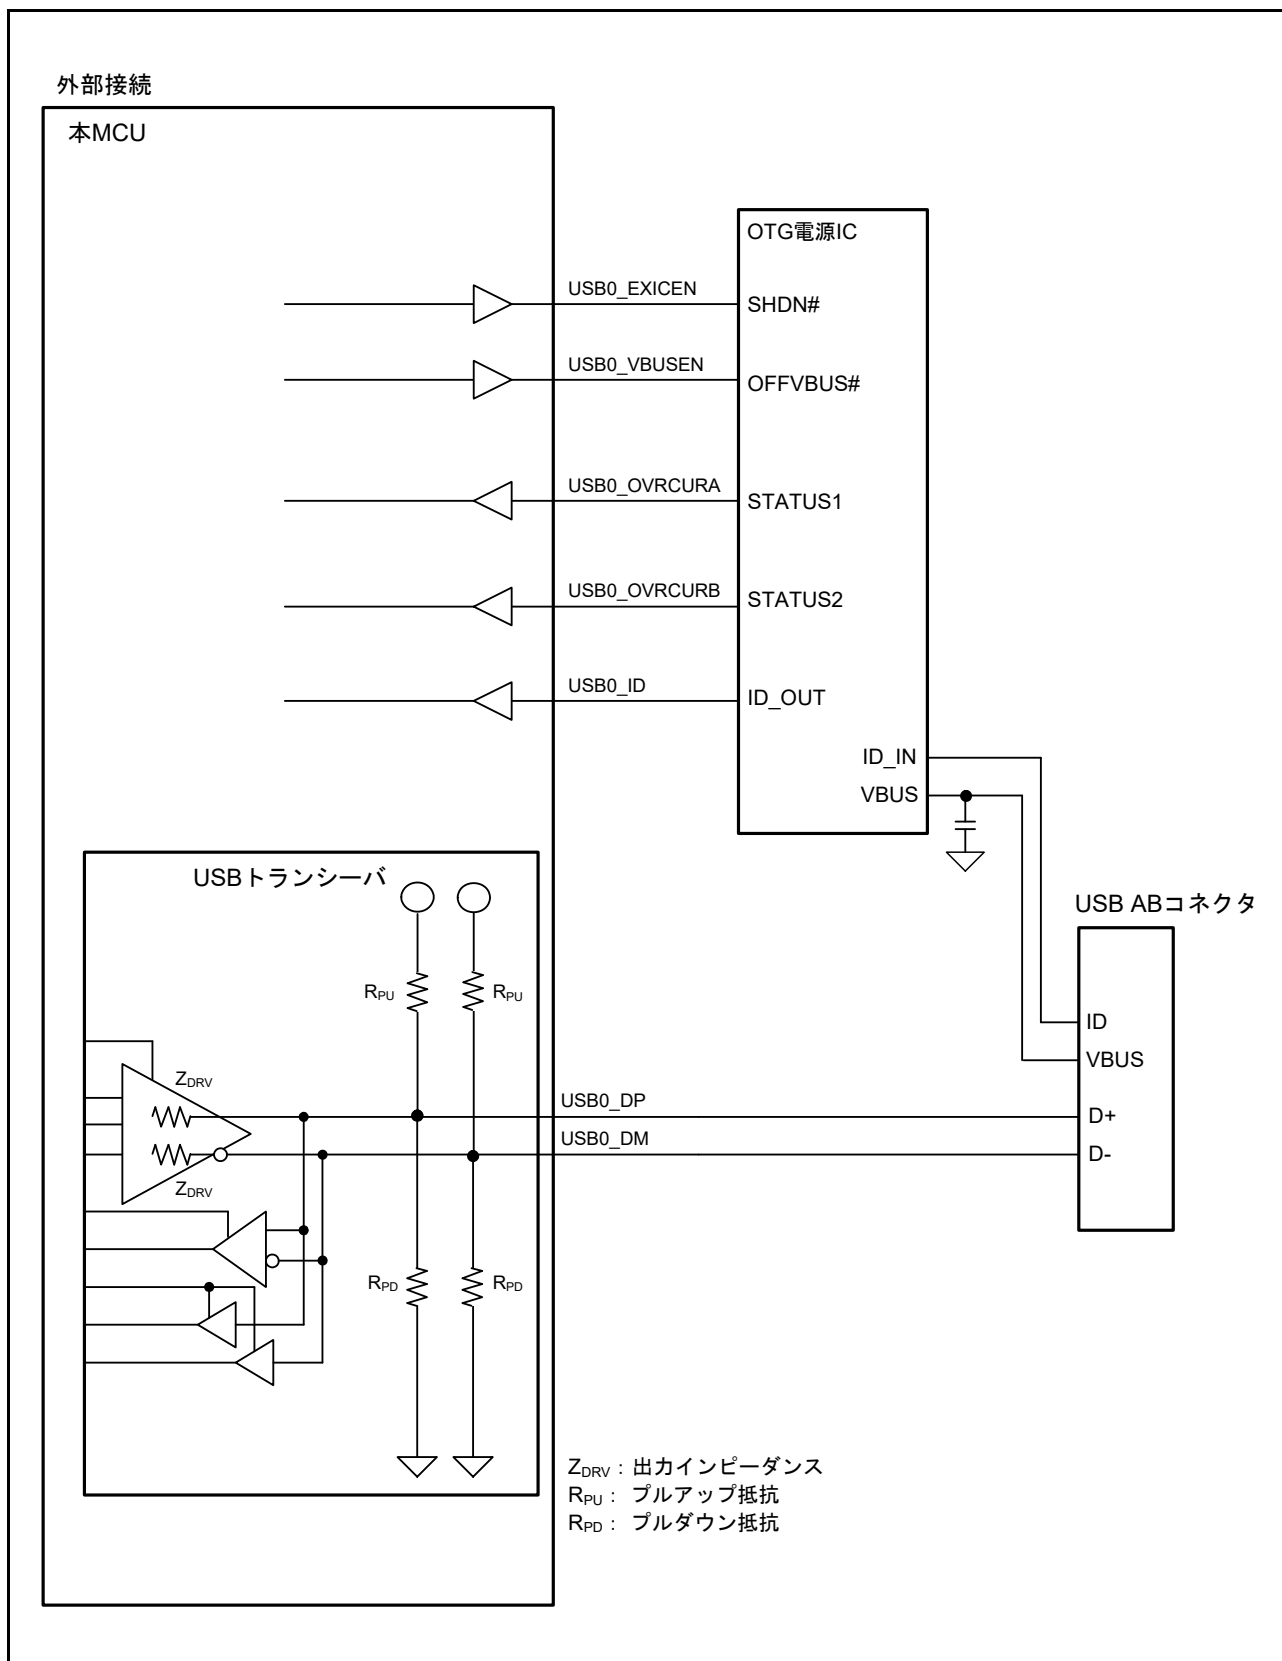 外部接続
本MCU
OTG電源IC
USB0_EXICEN
SHDN#
USB0_VBUSEN
OFFVBUS#
USB0_OVRCURA
STATUS1
USB0_OVRCURB
STATUS2
USB0_ID
ID_OUT
ID_IN
VBUS
USBトランシーバ
USB ABコネクタ
RPU
RPU
ID
VBUS
ZDRV
USB0_DP
D+
USB0_DM
D-
ZDRV
RPD
RPD
ZDRV : 出力インピーダンス
RPU : プルアップ抵抗
RPD : プルダウン抵抗